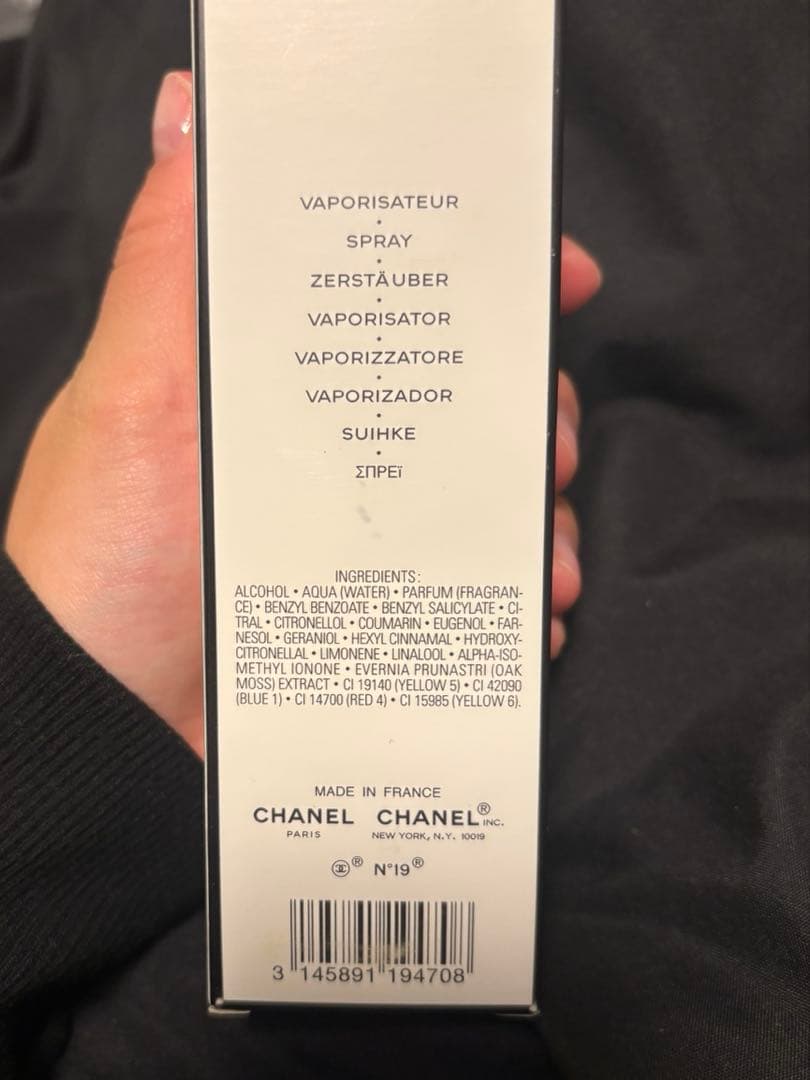 VAPORISATEUR
•
SPRAY
•
ZERSTÄUBER
•
VAPORISATOR
•
VAPORIZZATORE
•
VAPORIZADOR
•
SUIHKE
•
ΣΠΡΕϊ
INGREDIENTS:
ALCOHOL • AQUA (WATER) • PARFUM (FRAGRAN-
CE) • BENZYL BENZOATE • BENZYL SALICYLATE • CI-
TRAL • CITRONELLOL • COUMARIN • EUGENOL • FAR-
NESOL • GERANIOL • HEXYL CINNAMAL • HYDROXY-
CITRONELLAL • LIMONENE • LINALOOL • ALPHA-ISO-
METHYL IONONE • EVERNIA PRUNASTRI (OAK
MOSS) EXTRACT • CI 19140 (YELLOW 5) • CI 42090
(BLUE 1) • CI 14700 (RED 4) • CI 15985 (YELLOW 6).
MADE IN FRANCE
CHANEL CHANEL® INC.
PARIS NEW YORK, N.Y. 10019
® N°19®
3 145891 194708